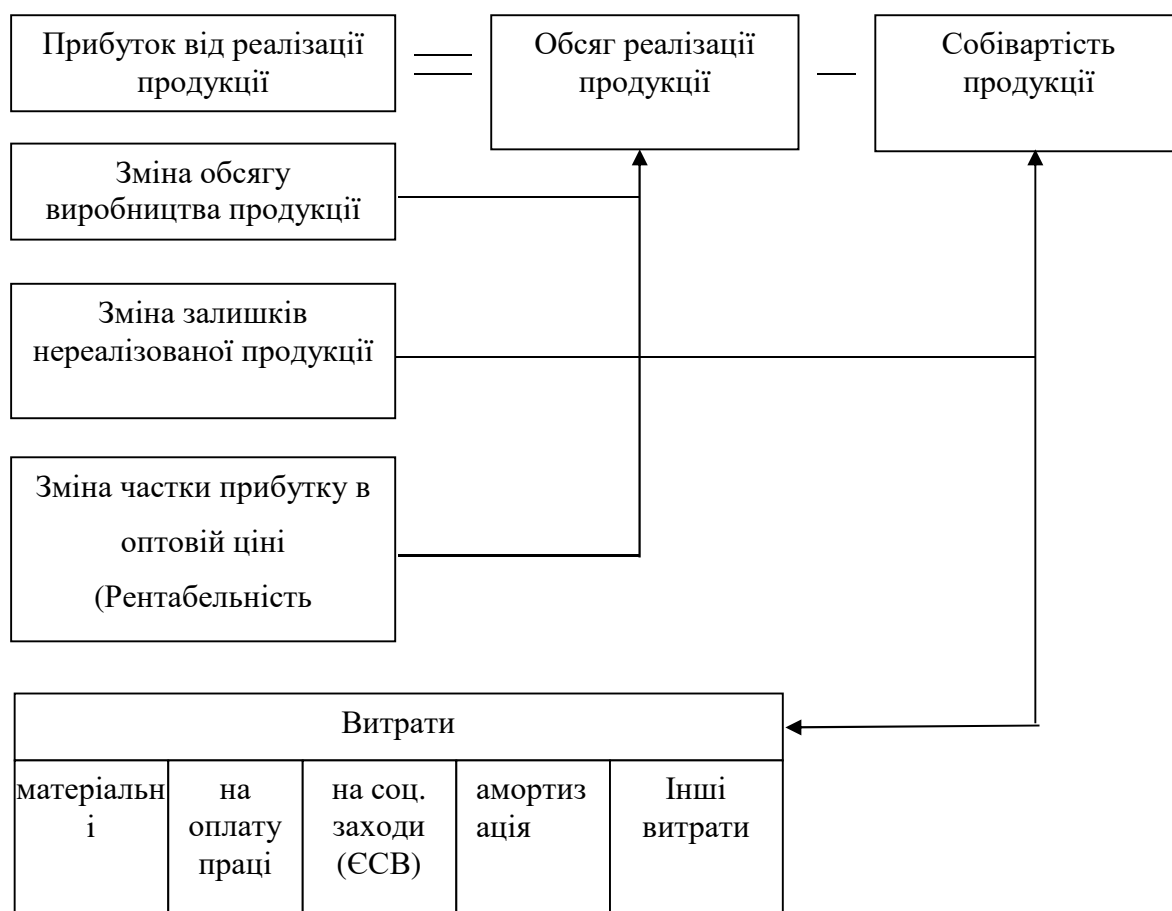 Прибуток від реалізації
продукції
Обсяг реалізації
продукції
Собівартість
продукції
Зміна обсягу
виробництва продукції
Зміна залишків
нереалізованої продукції
Зміна частки прибутку в
оптовій ціні
(Рентабельність
Витрати
матеріальн
і
на
оплату
праці
на соц.
заходи
(ЄСВ)
амортиз
ація
Інші
витрати